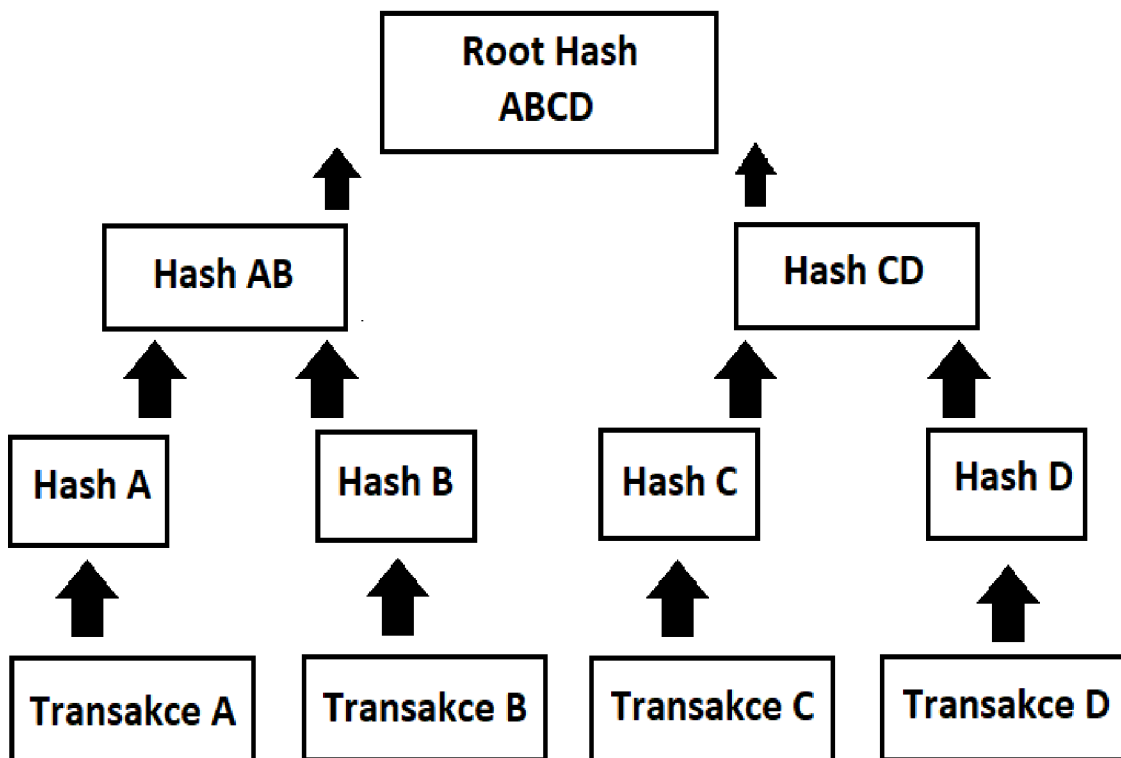 Root Hash
ABCD
Hash AB
Hash CD
Hash A
Hash B
Hash C
Hash D
Transakce A
Transakce B
Transakce C
Transakce D